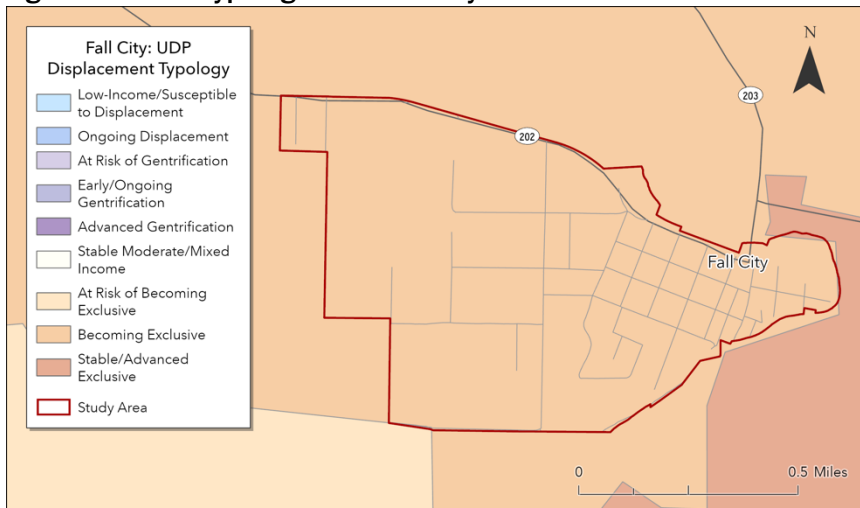 Fall City: UDP
Displacement Typology
Low-Income/Susceptible
to Displacement
Ongoing Displacement
At Risk of Gentrification
Early/Ongoing
Gentrification
Advanced Gentrification
Stable Moderate/Mixed
Income
At Risk of Becoming
Exclusive
Becoming Exclusive
Stable/Advanced
Exclusive
Study Area
N
203
202
Fall City
0
0.5 Miles